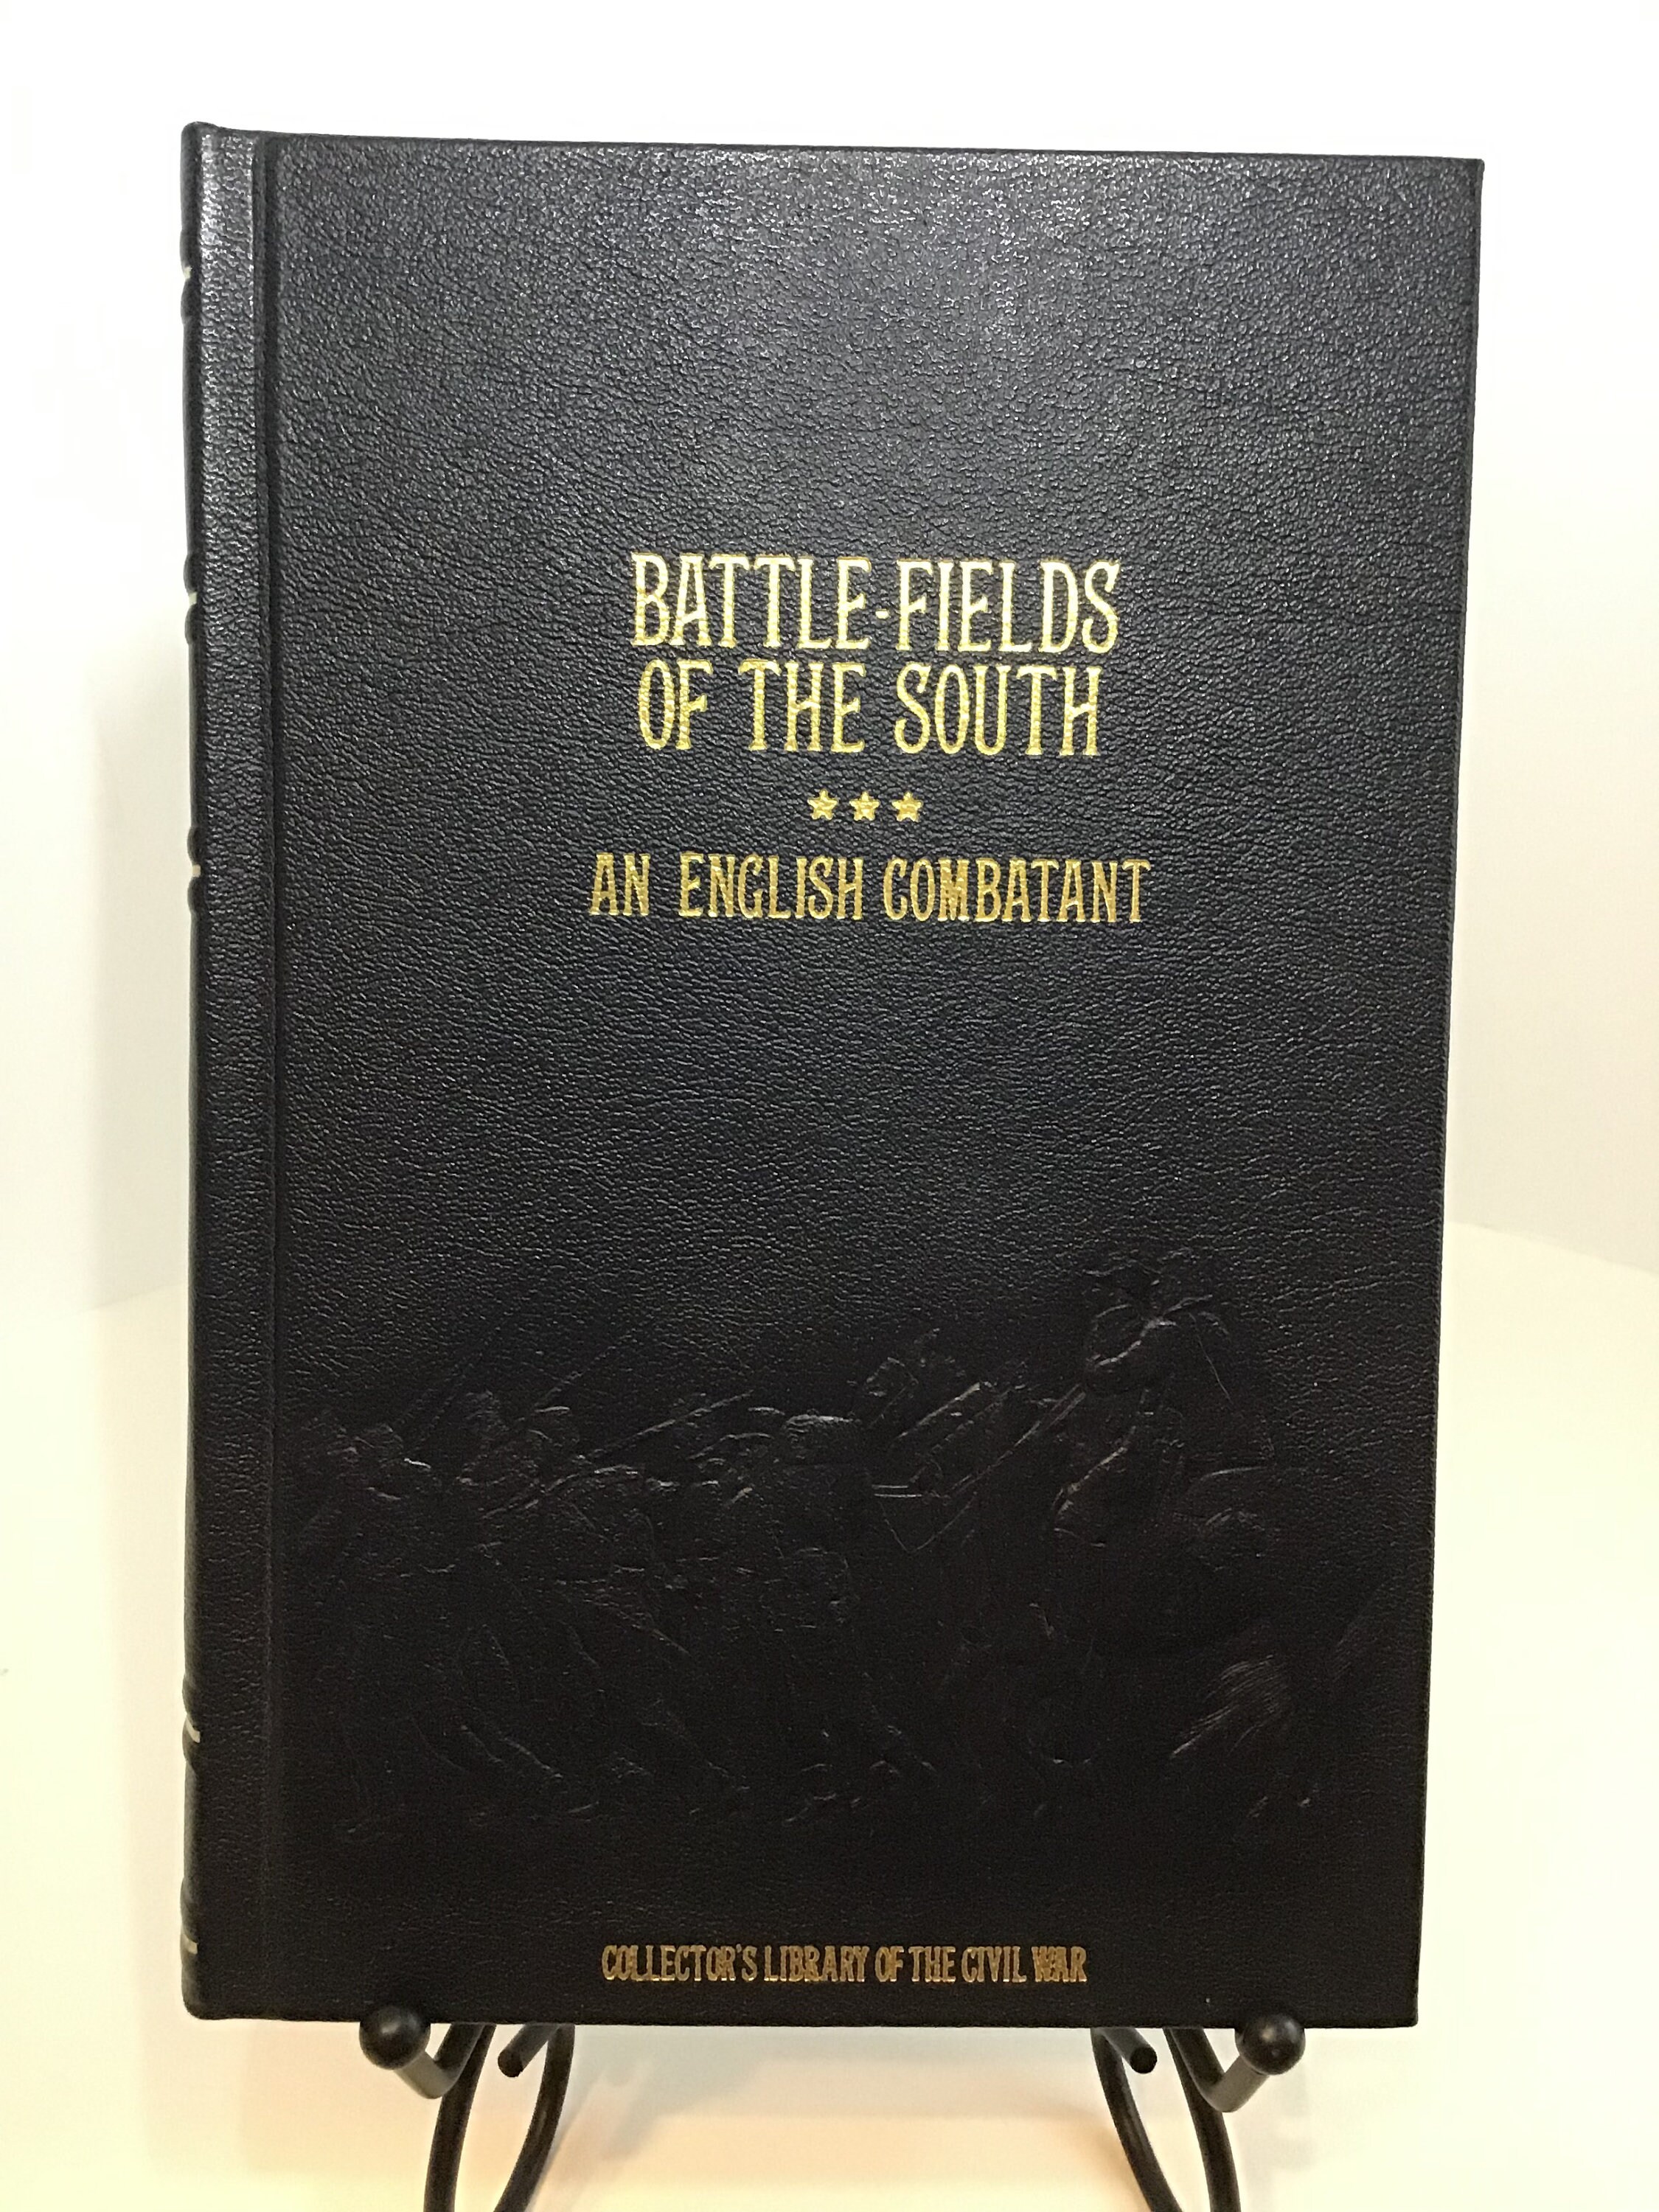 BATTLE-FIELDS
OF THE SOUTH
AN ENGLISH COMBATANT
COLLECTOR'S LIBRARY OF THE CIVIL WAR